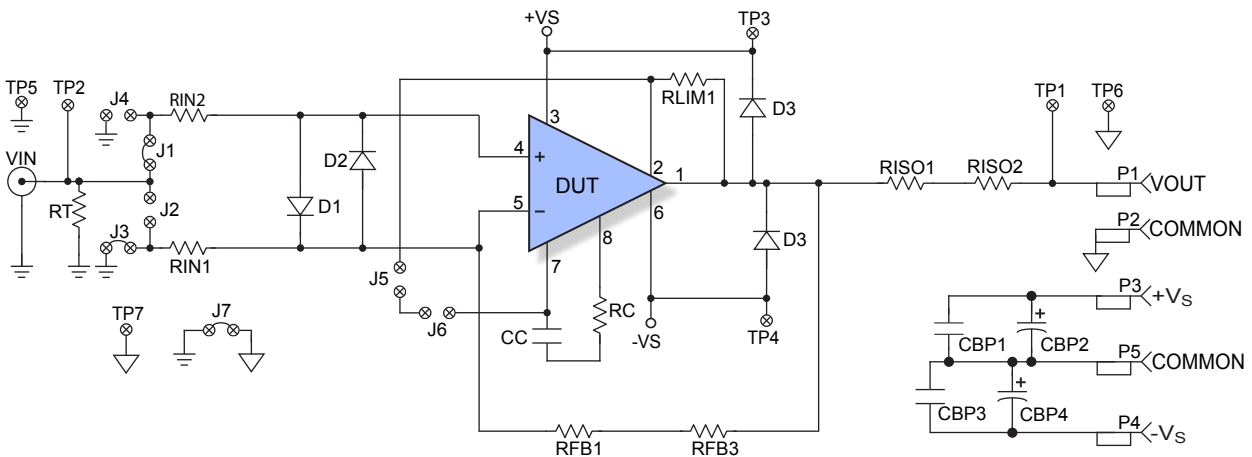 +VS
TP3
TP5
TP2
J4
RIN2
RLIM1
D3
TP1
TP6
J1
VIN
D2
3
4
+
DUT
2
1
RISO1
RISO2
P1
VOUT
RT
J2
D1
5
−
6
P2
COMMON
J3
RIN1
8
D3
J5
7
P3
+VS
TP7
J7
J6
CC
RC
-VS
TP4
CBP1
+
CBP2
P5
COMMON
CBP3
+
CBP4
P4
-VS
RFB1
RFB3